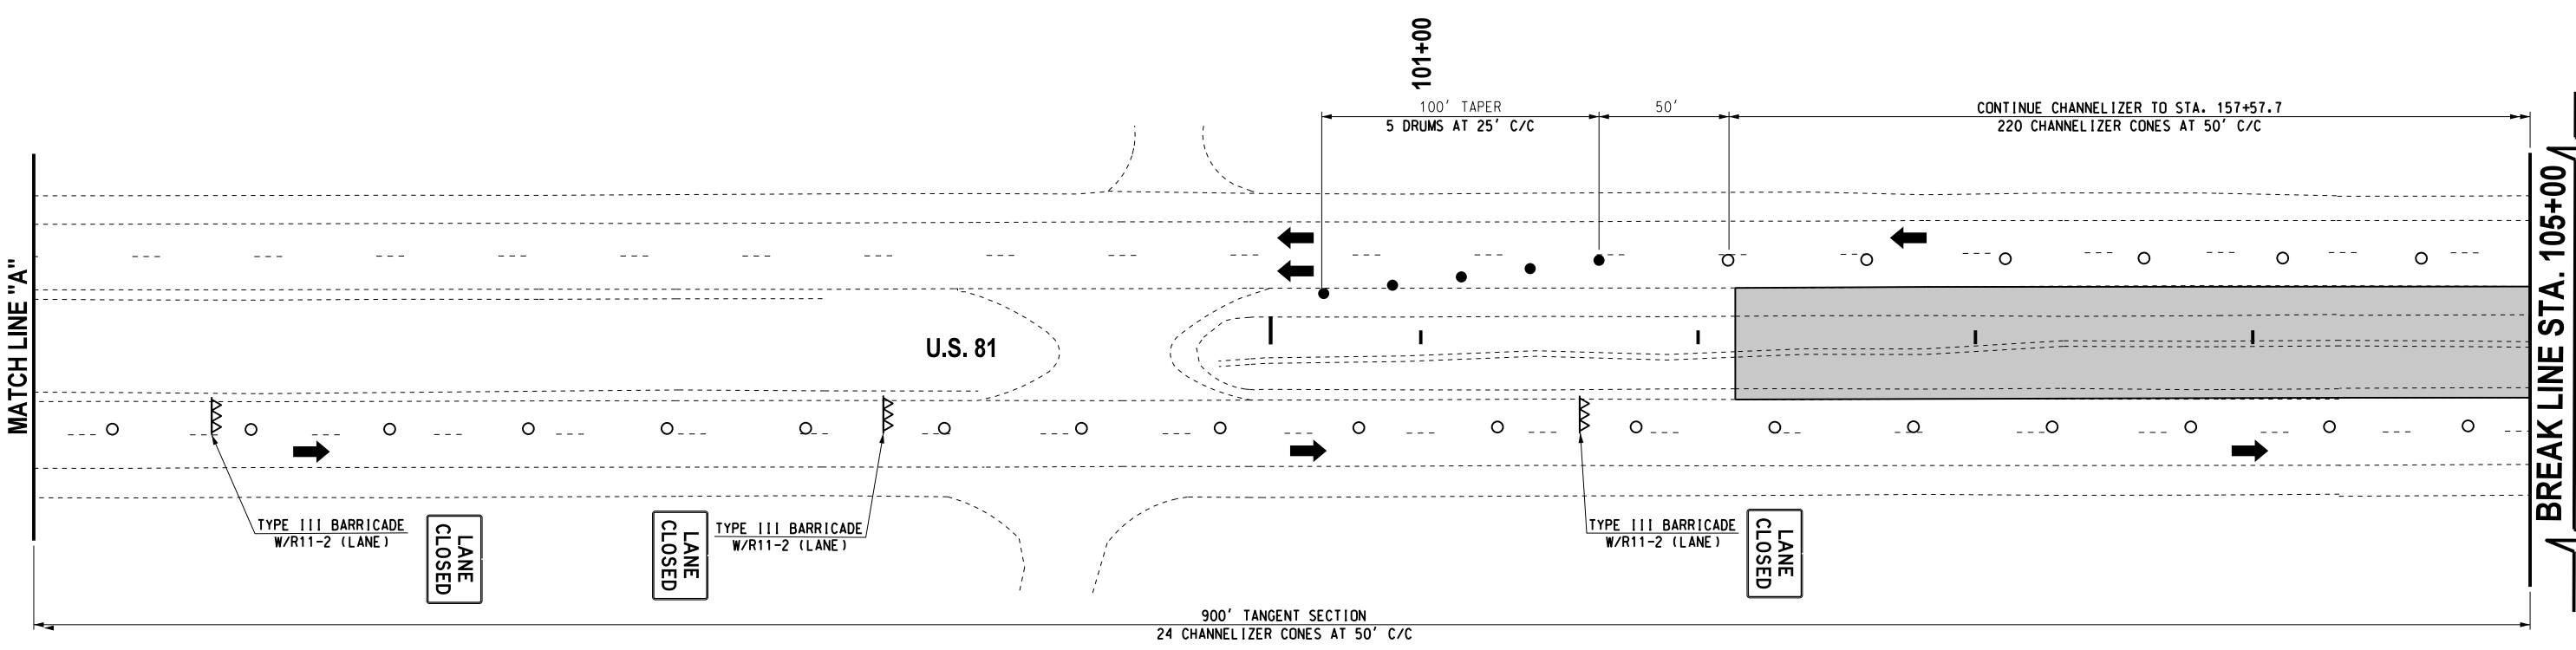 101+00
100' TAPER
5 DRUMS AT 25' C/C
50'
CONTINUE CHANNELIZER TO STA. 157+57.7
220 CHANNELIZER CONES AT 50' C/C
MATCH LINE "A"
U.S. 81
BREAK LINE STA. 105+00
TYPE III BARRICADE
W/R11-2 (LANE)
LANE
CLOSED
LANE
CLOSED
TYPE III BARRICADE
W/R11-2 (LANE)
TYPE III BARRICADE
W/R11-2 (LANE)
LANE
CLOSED
900' TANGENT SECTION
24 CHANNELIZER CONES AT 50' C/C